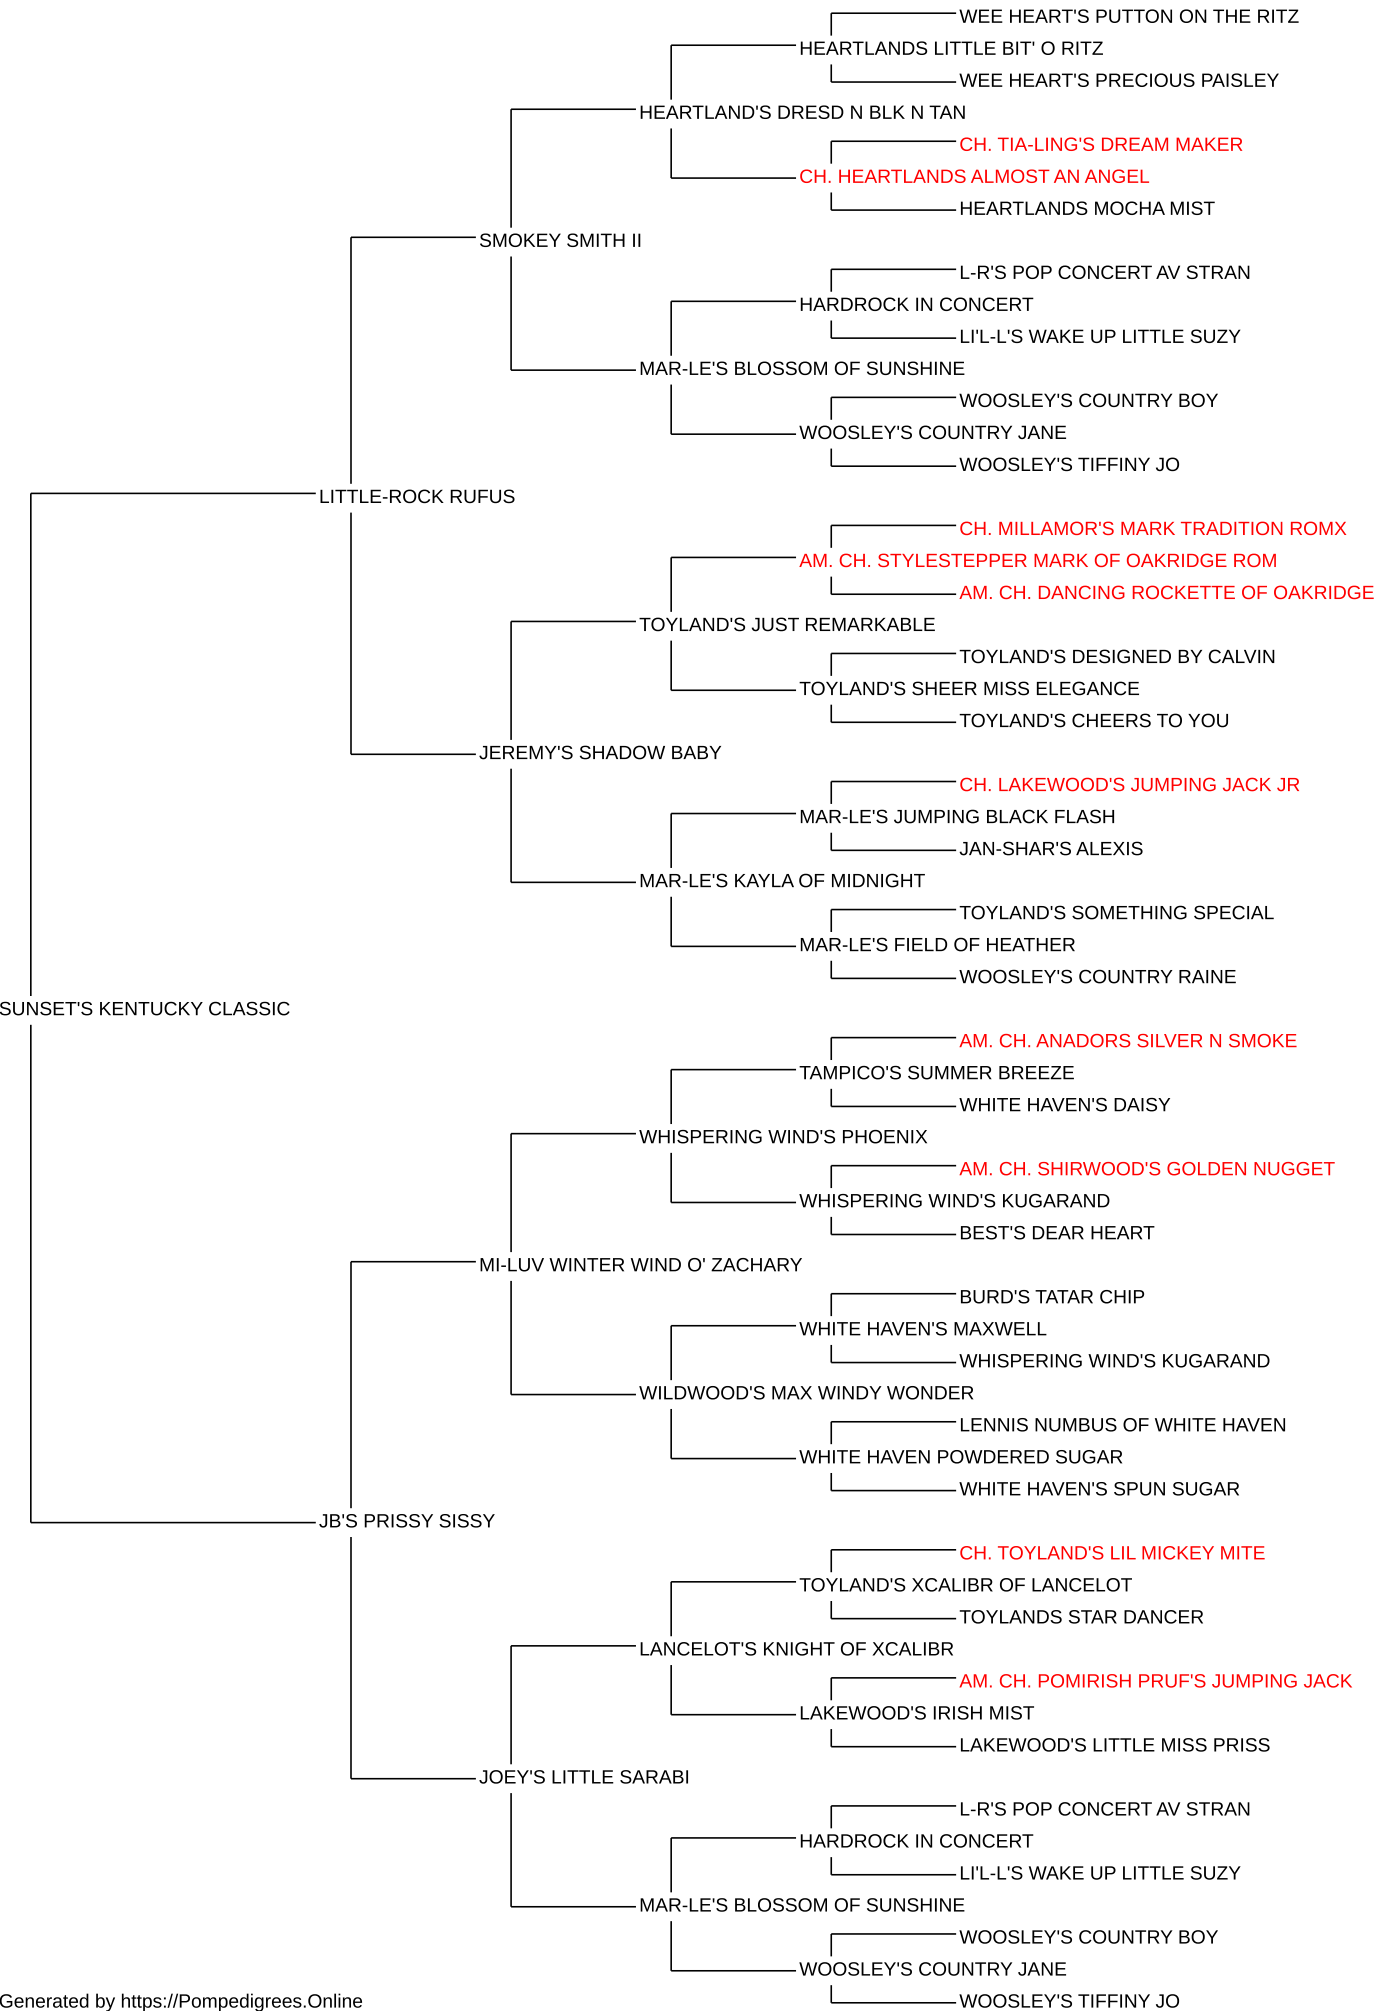 WEE HEART'S PUTTON ON THE RITZ
HEARTLANDS LITTLE BIT' O RITZ
WEE HEART'S PRECIOUS PAISLEY
HEARTLAND'S DRESD N BLK N TAN
CH. TIA-LING'S DREAM MAKER
CH. HEARTLANDS ALMOST AN ANGEL
HEARTLANDS MOCHA MIST
SMOKEY SMITH II
L-R'S POP CONCERT AV STRAN
HARDROCK IN CONCERT
LI'L-L'S WAKE UP LITTLE SUZY
MAR-LE'S BLOSSOM OF SUNSHINE
WOOSLEY'S COUNTRY BOY
WOOSLEY'S COUNTRY JANE
WOOSLEY'S TIFFINY JO
LITTLE-ROCK RUFUS
CH. MILLAMOR'S MARK TRADITION ROMX
AM. CH. STYLESTEPPER MARK OF OAKRIDGE ROM
AM. CH. DANCING ROCKETTE OF OAKRIDGE
TOYLAND'S JUST REMARKABLE
TOYLAND'S DESIGNED BY CALVIN
TOYLAND'S SHEER MISS ELEGANCE
TOYLAND'S CHEERS TO YOU
JEREMY'S SHADOW BABY
CH. LAKEWOOD'S JUMPING JACK JR
MAR-LE'S JUMPING BLACK FLASH
JAN-SHAR'S ALEXIS
MAR-LE'S KAYLA OF MIDNIGHT
TOYLAND'S SOMETHING SPECIAL
MAR-LE'S FIELD OF HEATHER
WOOSLEY'S COUNTRY RAINE
SUNSET'S KENTUCKY CLASSIC
AM. CH. ANADORS SILVER N SMOKE
TAMPICO'S SUMMER BREEZE
WHITE HAVEN'S DAISY
WHISPERING WIND'S PHOENIX
AM. CH. SHIRWOOD'S GOLDEN NUGGET
WHISPERING WIND'S KUGARAND
BEST'S DEAR HEART
MI-LUV WINTER WIND O' ZACHARY
BURD'S TATAR CHIP
WHITE HAVEN'S MAXWELL
WHISPERING WIND'S KUGARAND
WILDWOOD'S MAX WINDY WONDER
LENNIS NUMBUS OF WHITE HAVEN
WHITE HAVEN POWDERED SUGAR
WHITE HAVEN'S SPUN SUGAR
JB'S PRISSY SISSY
CH. TOYLAND'S LIL MICKEY MITE
TOYLAND'S XCALIBR OF LANCELOT
TOYLANDS STAR DANCER
LANCELOT'S KNIGHT OF XCALIBR
AM. CH. POMIRISH PRUF'S JUMPING JACK
LAKEWOOD'S IRISH MIST
LAKEWOOD'S LITTLE MISS PRISS
JOEY'S LITTLE SARABI
L-R'S POP CONCERT AV STRAN
HARDROCK IN CONCERT
LI'L-L'S WAKE UP LITTLE SUZY
MAR-LE'S BLOSSOM OF SUNSHINE
WOOSLEY'S COUNTRY BOY
WOOSLEY'S COUNTRY JANE
WOOSLEY'S TIFFINY JO
Generated by https://Pompedigrees.Online